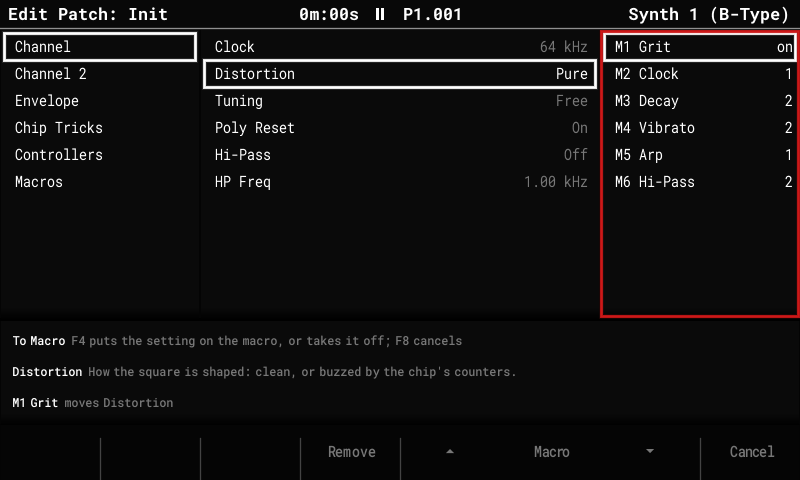 Edit Patch: Init 0m:00s P1.001 Synth 1 (B-Type)
Channel
Channel 2
Envelope
Chip Tricks
Controllers
Macros
Clock 64 kHz
Distortion Pure
Tuning Free
Poly Reset On
Hi-Pass Off
HP Freq 1.00 kHz
M1 Grit on
M2 Clock 1
M3 Decay 2
M4 Vibrato 2
M5 Arp 1
M6 Hi-Pass 2
To Macro F4 puts the setting on the macro, or takes it off; F8 cancels
Distortion How the square is shaped: clean, or buzzed by the chip's counters.
M1 Grit moves Distortion
Remove Macro Cancel